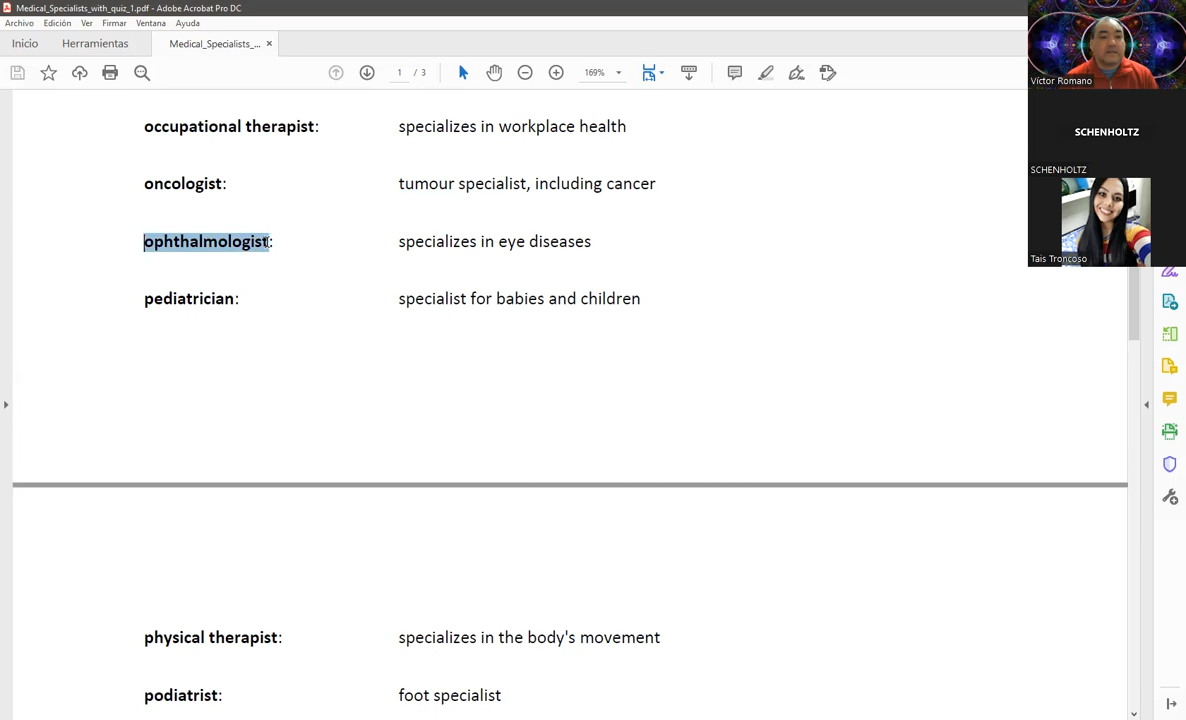 Medical_Specialists_with_quiz_1.pdf - Adobe Acrobat Pro DC
Archivo Edición Ver Firmar Ventana Ayuda
Inicio Herramientas Medical_Specialists_... ×
1 / 3 169%
occupational therapist: specializes in workplace health
oncologist: tumour specialist, including cancer
ophthalmologist: specializes in eye diseases
pediatrician: specialist for babies and children
physical therapist: specializes in the body's movement
podiatrist: foot specialist
Víctor Romano
SCHENHOLTZ
SCHENHOLTZ
Tais Troncoso